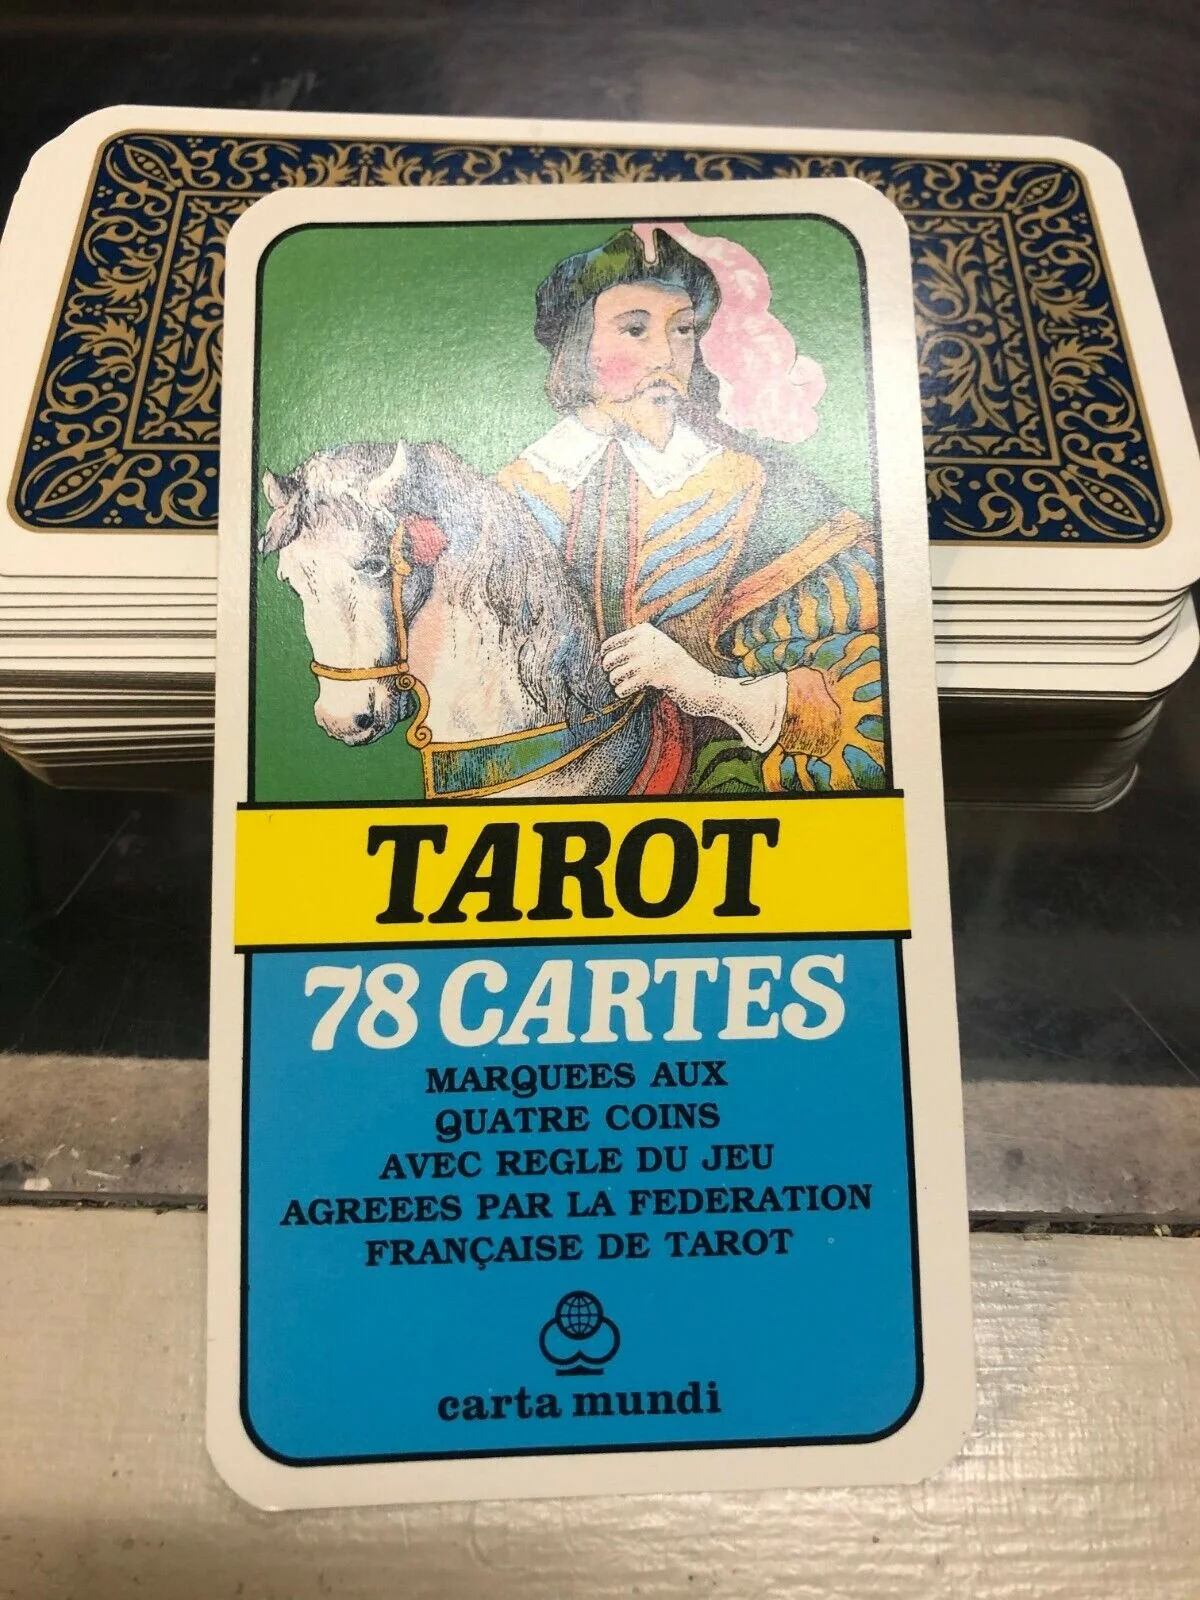 TAROT
78 CARTES
MARQUEES AUX
QUATRE COINS
AVEC REGLE DU JEU
AGREEES PAR LA FEDERATION
FRANÇAISE DE TAROT
carta mundi